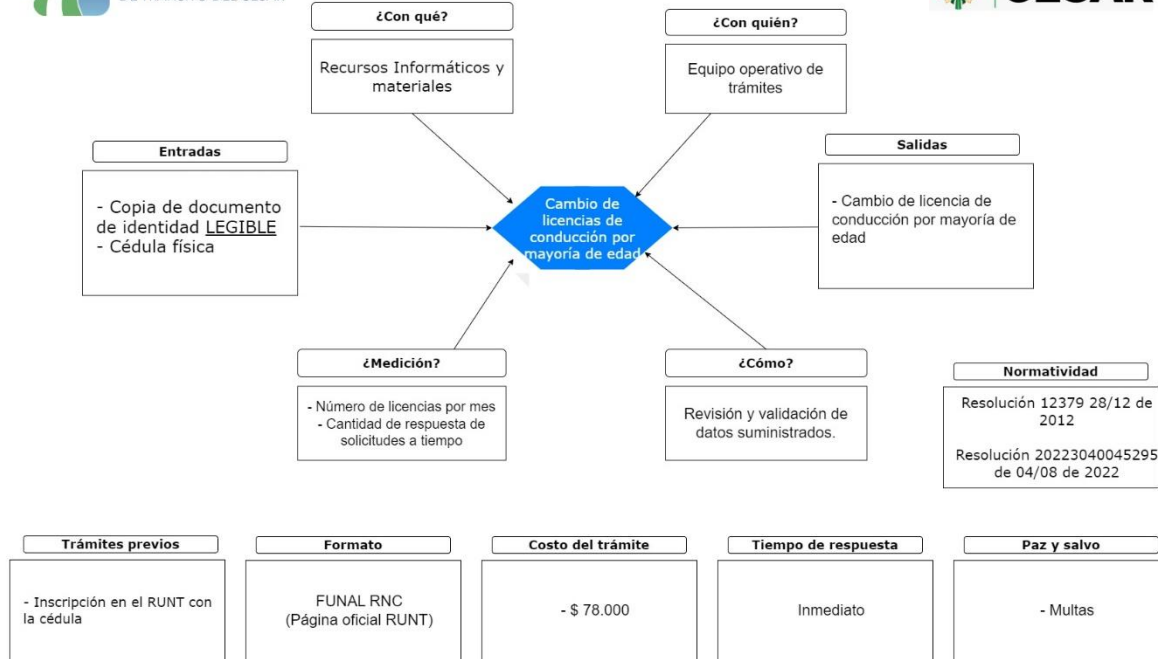 ¿Con qué?
Recursos Informáticos y
materiales
¿Con quién?
Equipo operativo de
trámites
Entradas
- Copia de documento
de identidad LEGIBLE
- Cédula física
Cambio de
licencias de
conducción por
mayoría de edad
Salidas
- Cambio de licencia de
conducción por mayoría de
edad
¿Medición?
- Número de licencias por mes
- Cantidad de respuesta de
solicitudes a tiempo
¿Cómo?
Revisión y validación de
datos suministrados.
Normatividad
Resolución 12379 28/12 de
2012
Resolución 20223040045295
de 04/08 de 2022
Trámites previos
- Inscripción en el RUNT con
la cédula
Formato
FUNAL RNC
(Página oficial RUNT)
Costo del trámite
- $ 78.000
Tiempo de respuesta
Inmediato
Paz y salvo
- Multas